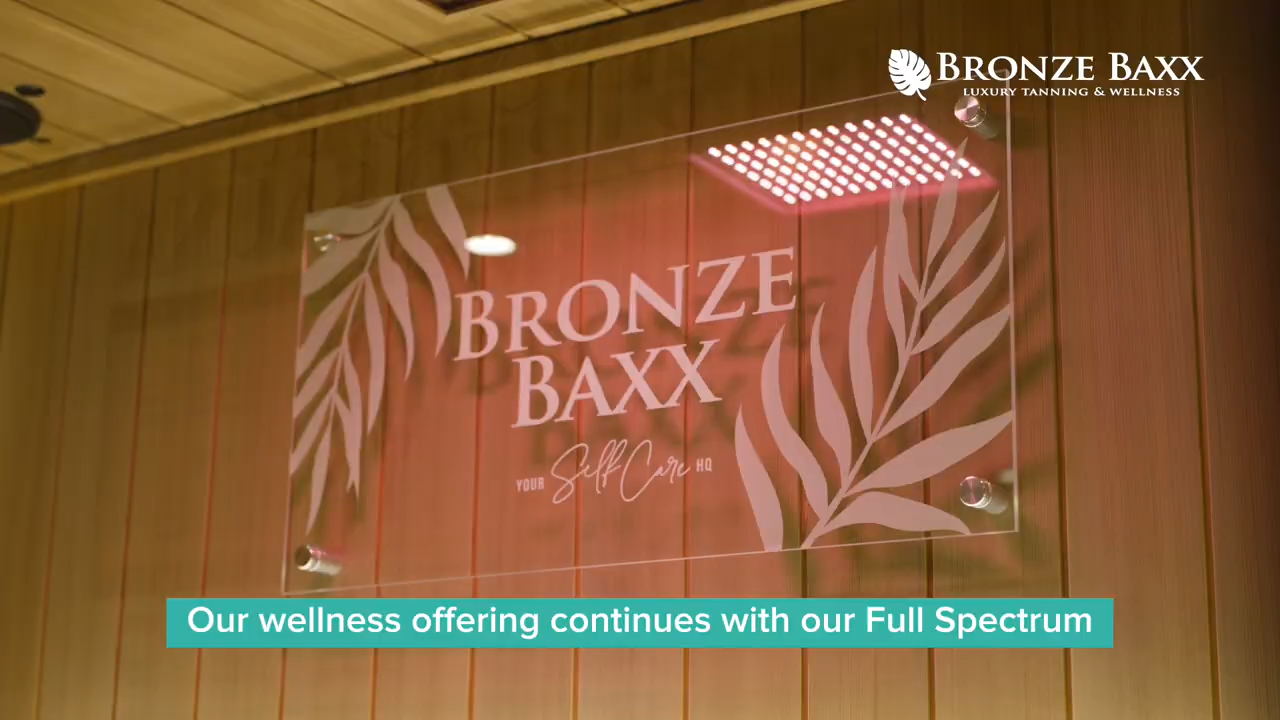 BRONZE BAXX
LUXURY TANNING & WELLNESS
BRONZE
BAXX
YOUR Self Care HQ
Our wellness offering continues with our Full Spectrum